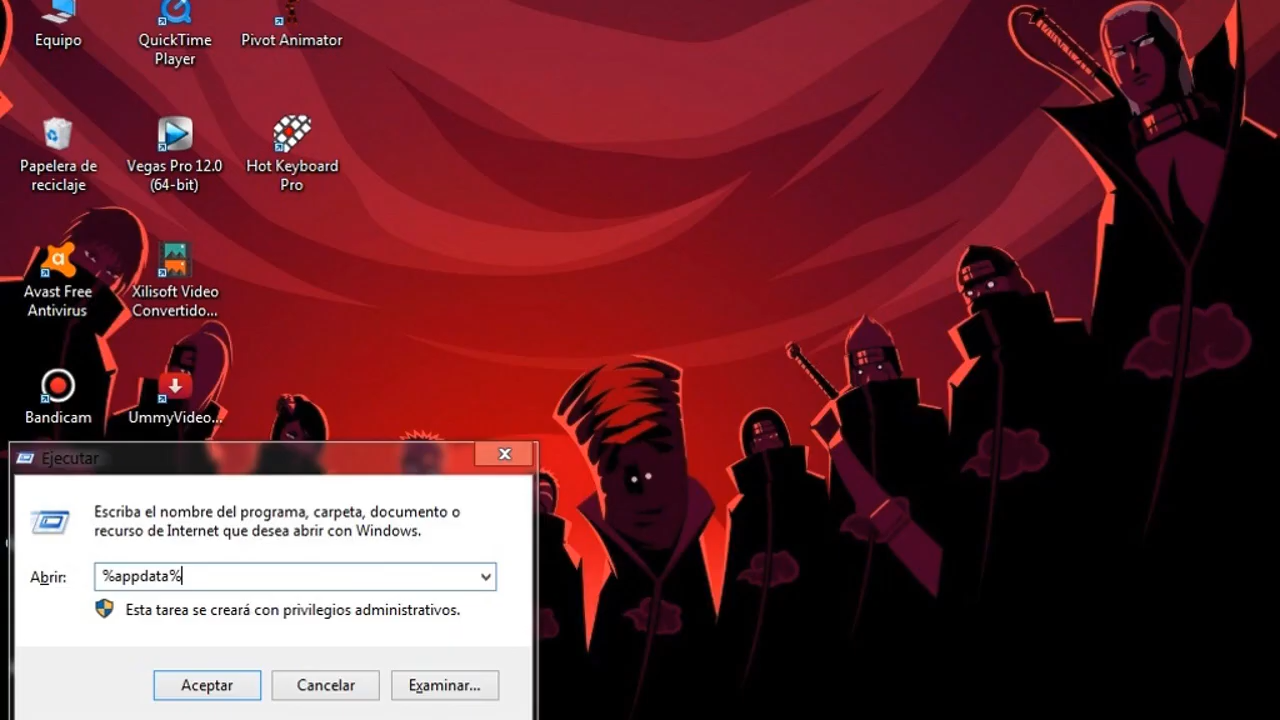 Equipo
QuickTime
Player
Pivot Animator
Papelera de
reciclaje
Vegas Pro 12.0
(64-bit)
Hot Keyboard
Pro
Avast Free
Antivirus
Xilisoft Video
Convertido...
Bandicam
UmmyVideo...
Ejecutar
Escriba el nombre del programa, carpeta, documento o
recurso de Internet que desea abrir con Windows.
Abrir: %appdata%
Esta tarea se creará con privilegios administrativos.
Aceptar Cancelar Examinar...